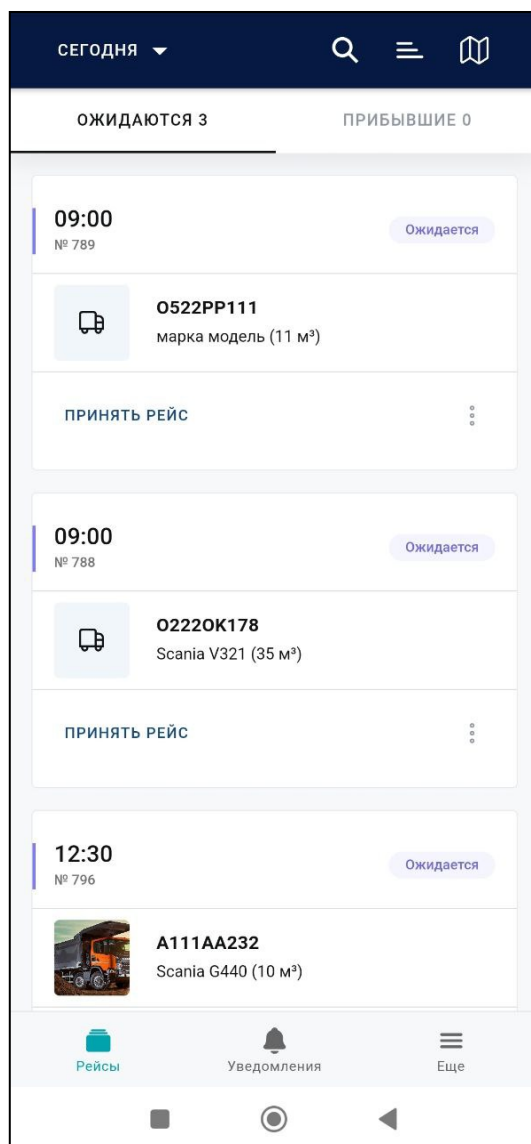 СЕГОДНЯ
ОЖИДАЮТСЯ 3
ПРИБЫВШИЕ 0
09:00
Ожидается
№ 789
О522РР111
марка модель (11 м³)
ПРИНЯТЬ РЕЙС
09:00
Ожидается
№ 788
О222ОК178
Scania V321 (35 м³)
ПРИНЯТЬ РЕЙС
12:30
Ожидается
№ 796
А111АА232
Scania G440 (10 м³)
Рейсы
Уведомления
Еще